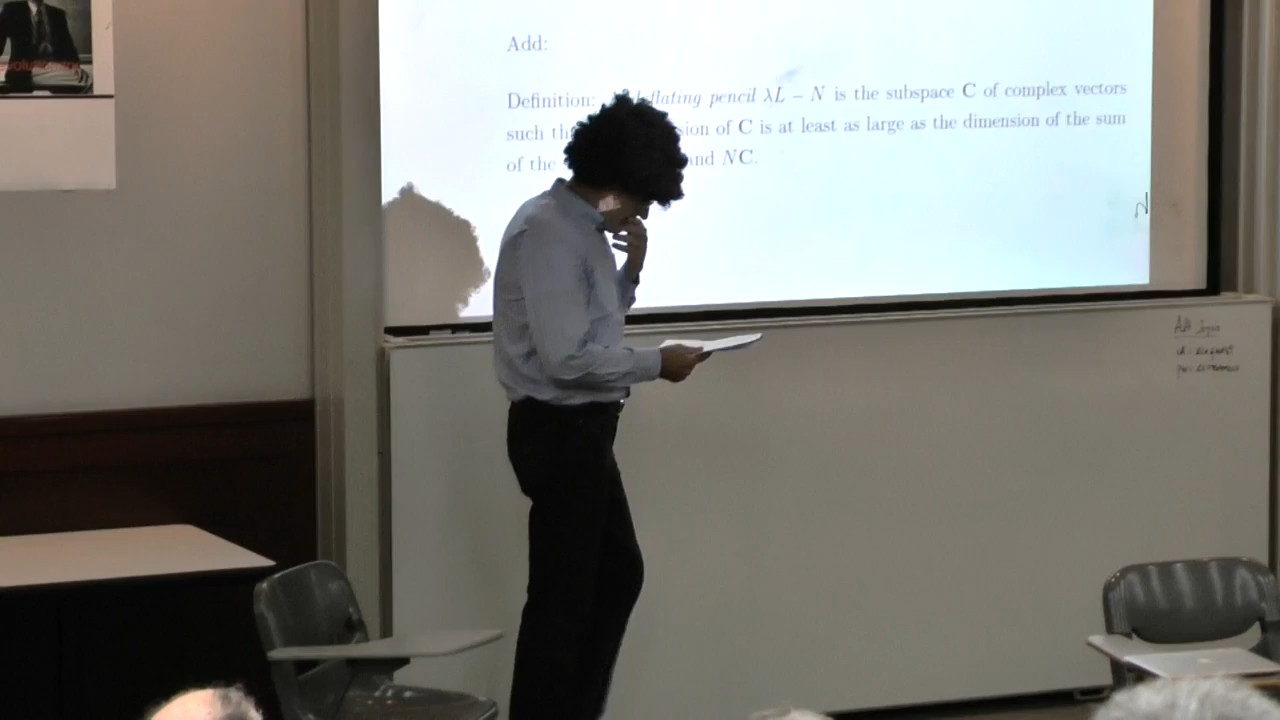 Add:
Definition: deflating pencil λL − N is the subspace C of complex vectors
such th sion of C is at least as large as the dimension of the sum
of the and NC.
N